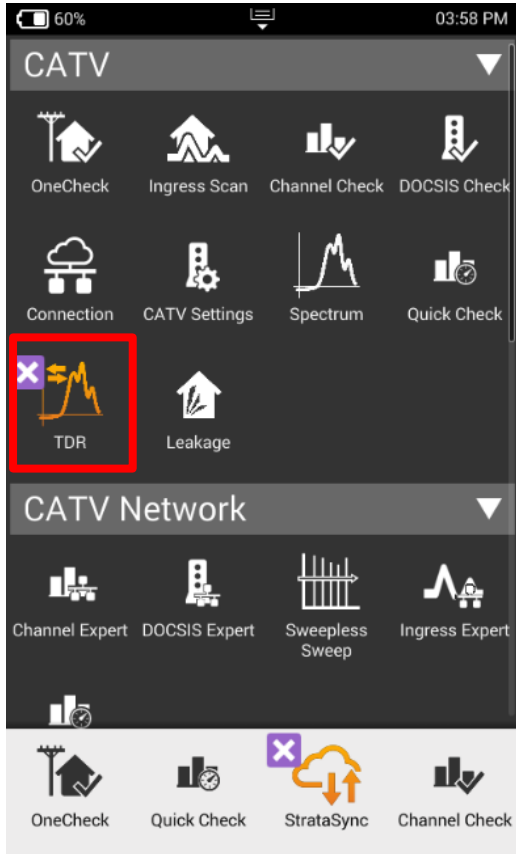 60%
03:58 PM
CATV
OneCheck
Ingress Scan
Channel Check
DOCSIS Check
Connection
CATV Settings
Spectrum
Quick Check
TDR
Leakage
CATV Network
Channel Expert
DOCSIS Expert
Sweepless
Sweep
Ingress Expert
OneCheck
Quick Check
StrataSync
Channel Check